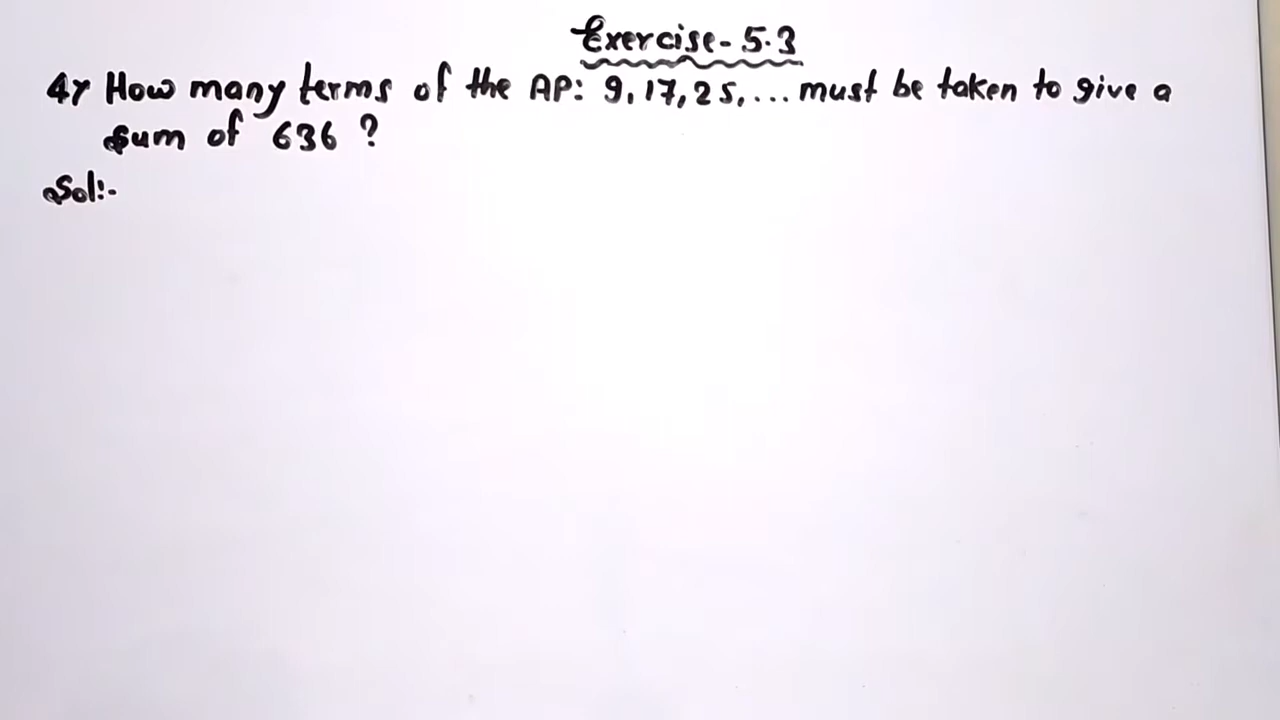 Exercise-5.3
4) How many terms of the AP: 9, 17, 25, ... must be taken to give a
sum of 636 ?
Sol:-